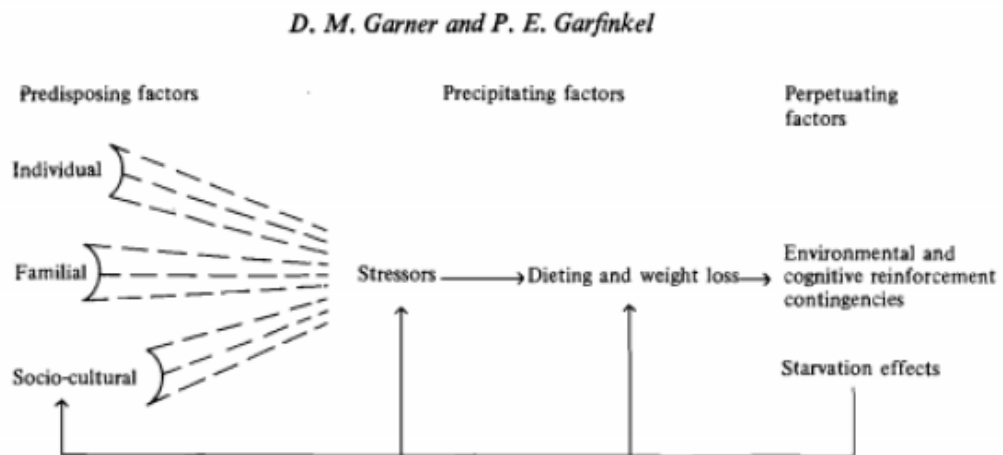 D. M. Garner and P. E. Garfinkel
Predisposing factors
Precipitating factors
Perpetuating
factors
Individual
Familial
Socio-cultural
Stressors
Dieting and weight loss
Environmental and
cognitive reinforcement
contingencies
Starvation effects